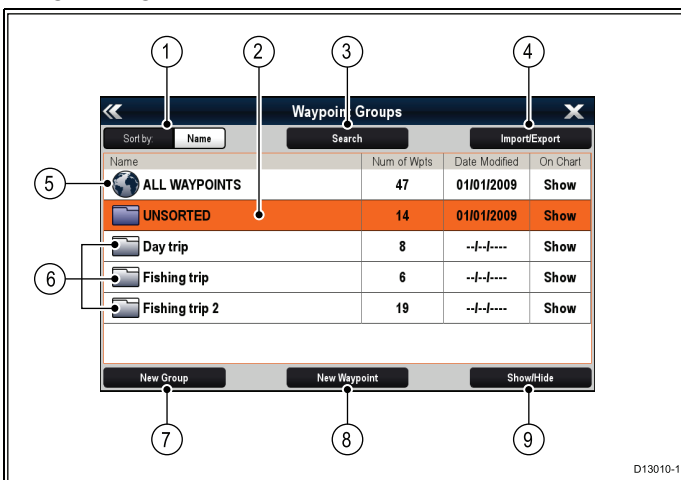 1 2 3 4
Waypoint Groups
Sort by: Name Search Import/Export
Name Num of Wpts Date Modified On Chart
5 ALL WAYPOINTS 47 01/01/2009 Show
UNSORTED 14 01/01/2009 Show
Day trip 8 --/--/---- Show
6 Fishing trip 6 --/--/---- Show
Fishing trip 2 19 --/--/---- Show
New Group New Waypoint Show/Hide
7 8 9
D13010-1